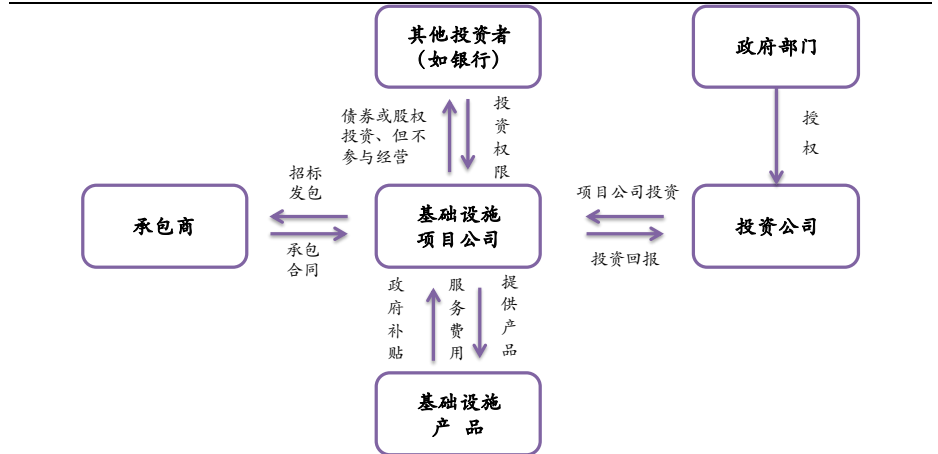 其他投资者
（如银行）
政府部门
债券或股权
投资、但不
参与经营
投资权限
授权
招标
发包
项目公司投资
承包商
基础设施
项目公司
投资公司
承包
合同
投资回报
政府补贴
服务费用
提供产品
基础设施
产 品